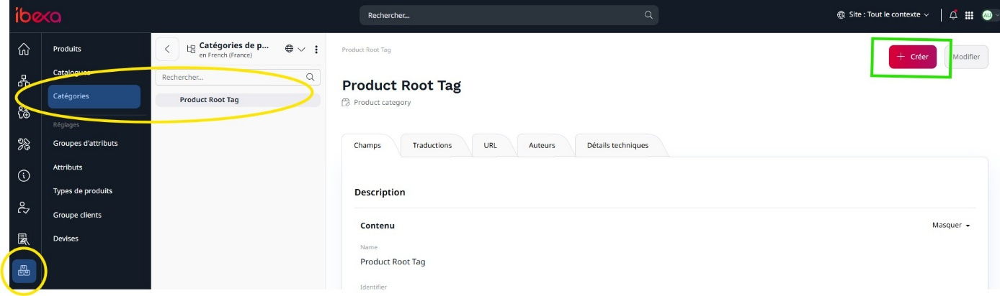 ibexa
Rechercher...
Site : Tout le contexte
AU
Produits
Catalogues
Catégories
Réglages
Groupes d'attributs
Attributs
Types de produits
Groupe clients
Devises
Catégories de p...
en French (France)
Rechercher...
Product Root Tag
Product Root Tag
Créer
Modifier
Product Root Tag
Product category
Champs
Traductions
URL
Auteurs
Détails techniques
Description
Contenu
Masquer
Name
Product Root Tag
Identifier